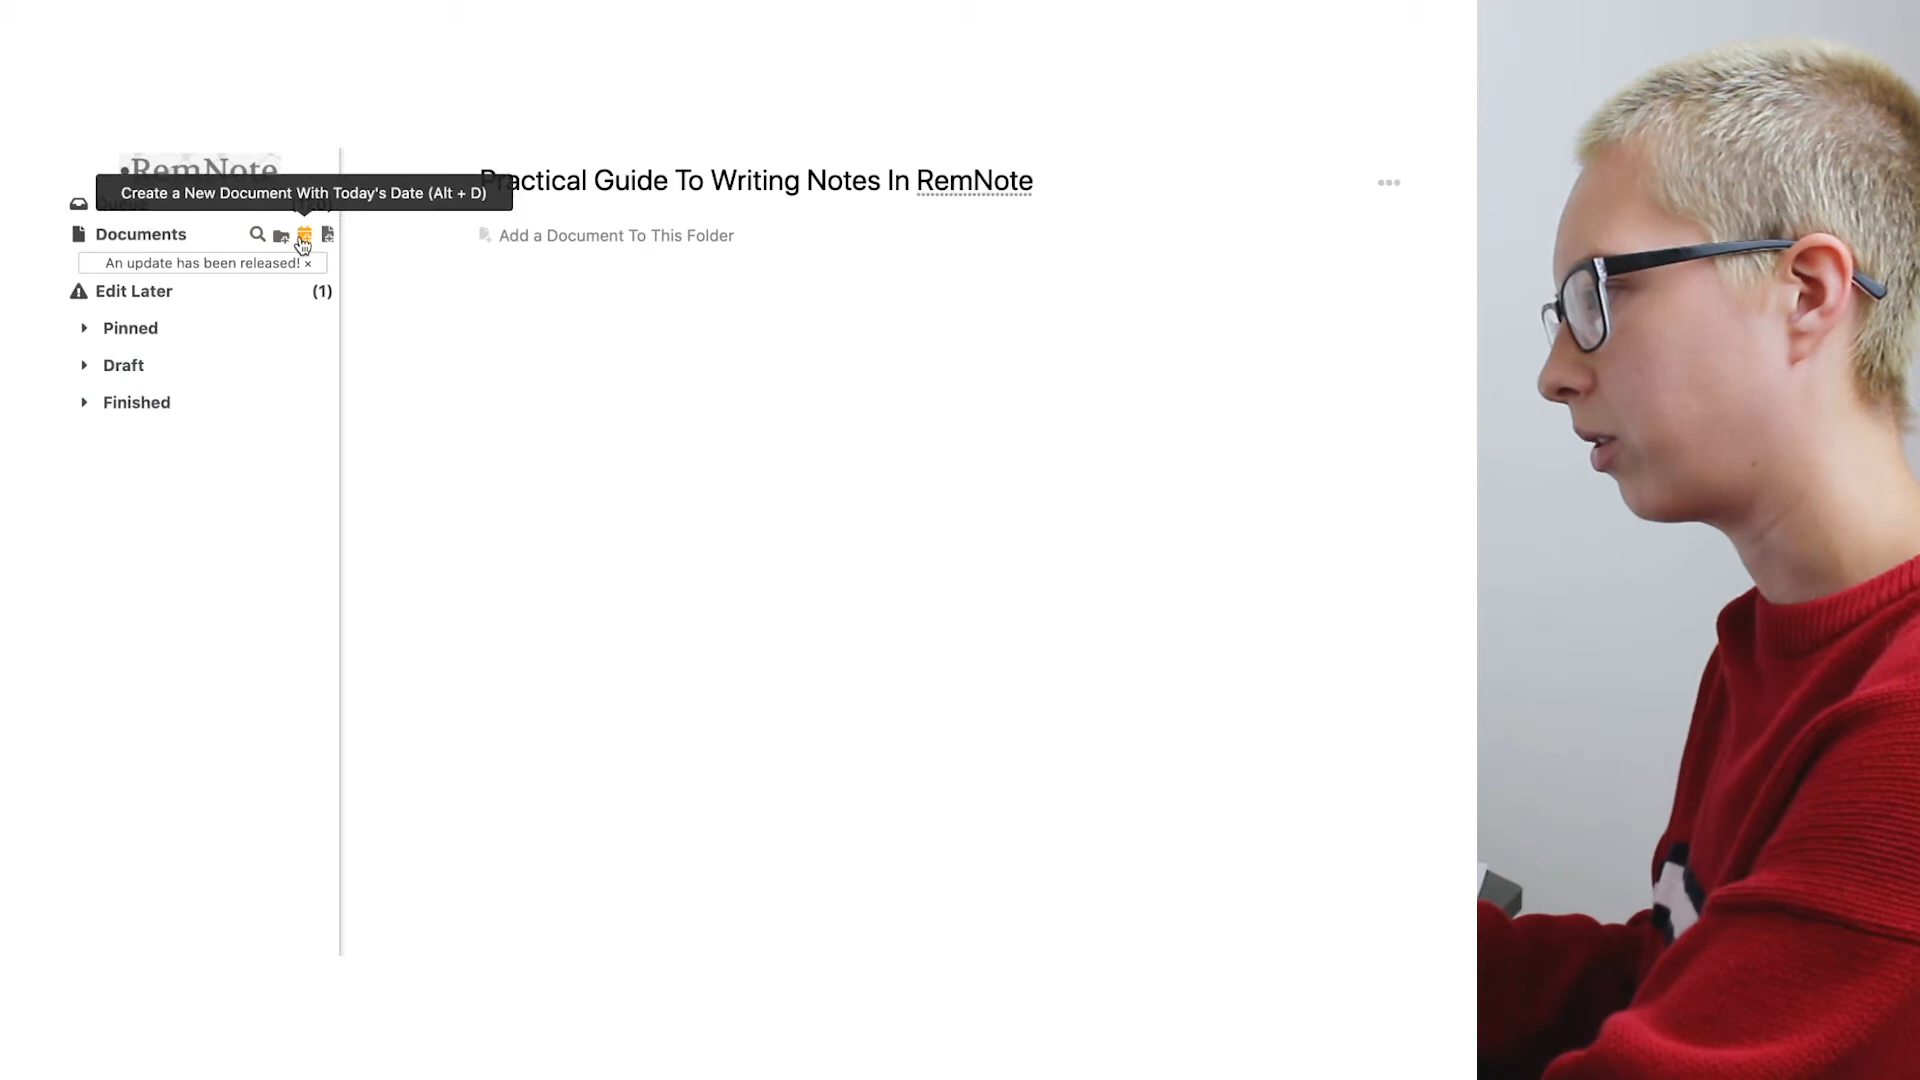 •RemNote
Create a New Document With Today's Date (Alt + D)
Practical Guide To Writing Notes In RemNote
Queue
Documents
Add a Document To This Folder
An update has been released! ×
Edit Later (1)
Pinned
Draft
Finished